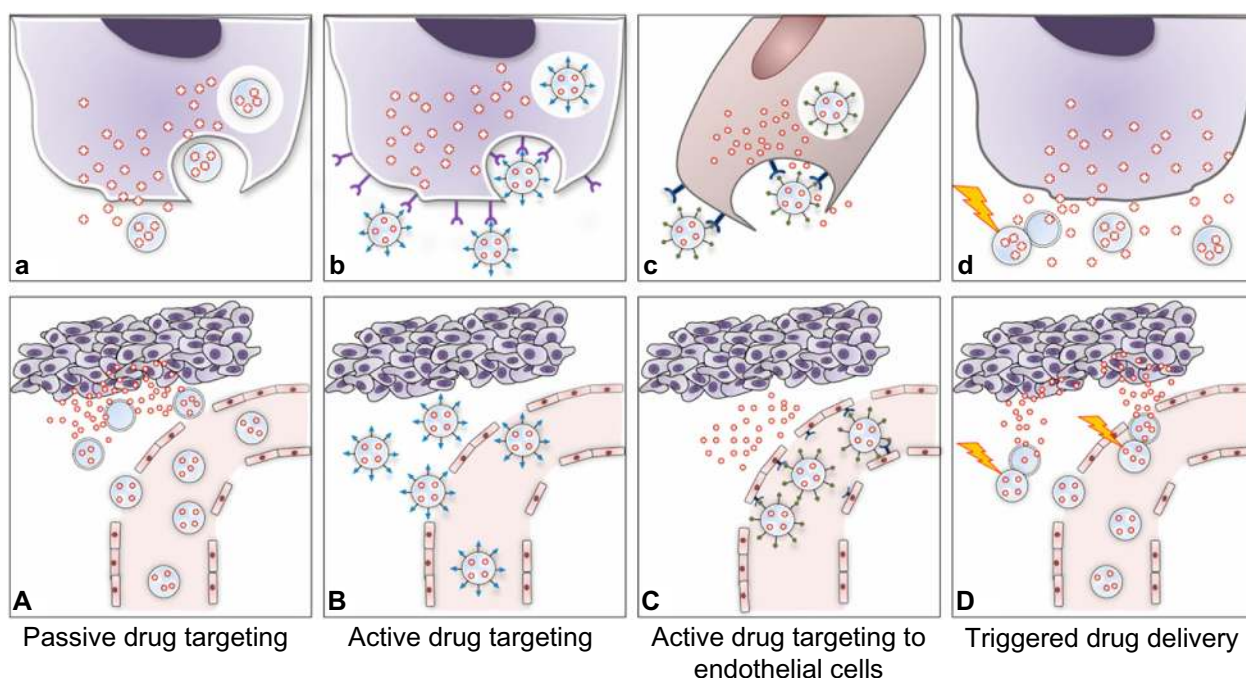 a
b
c
d
A
B
C
D
Passive drug targeting
Active drug targeting
Active drug targeting to
endothelial cells
Triggered drug delivery